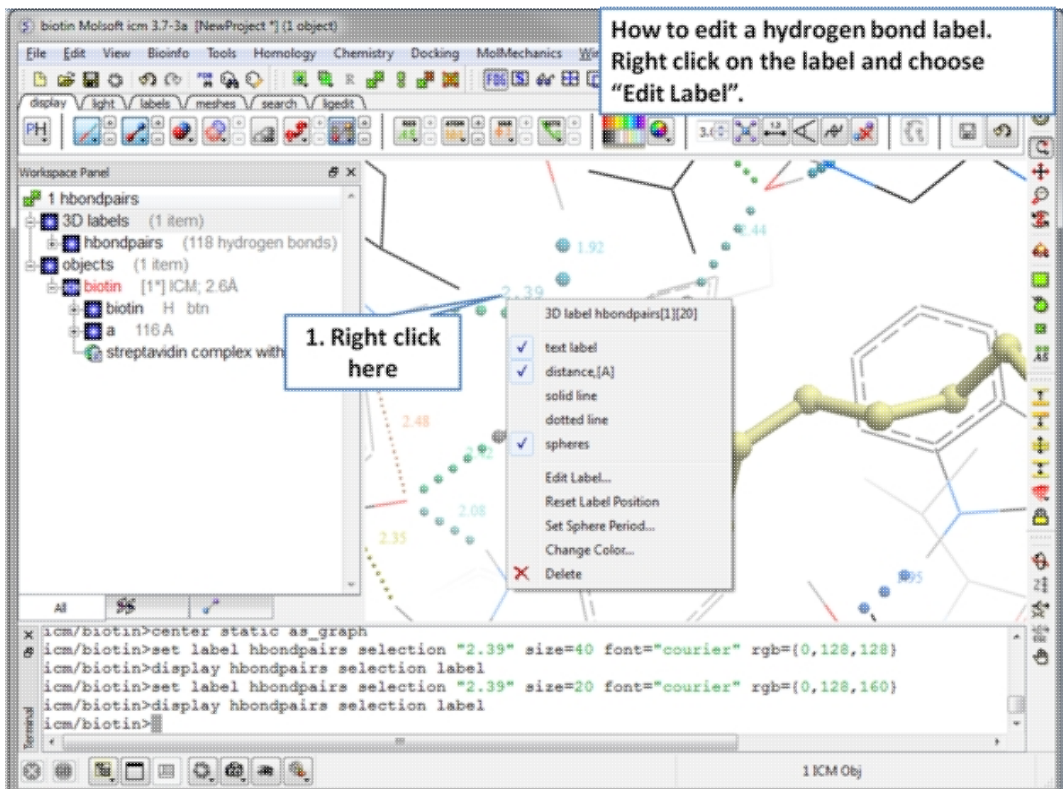 biotin Molsoft icm 3.7-3a [NewProject *] (1 object)
How to edit a hydrogen bond label.
Right click on the label and choose
“Edit Label”.
File Edit View Bioinfo Tools Homology Chemistry Docking MolMechanics
display light labels meshes search ligedit
PH
Workspace Panel
1 hbondpairs
3D labels (1 item)
hbondpairs (118 hydrogen bonds)
objects (1 item)
biotin [1*] ICM; 2.6Å
biotin H btn
a 116 A
streptavidin complex with
1. Right click
here
2.44
1.92
2.39
2.48
2.08
2.35
3D label hbondpairs[1][20]
text label
distance,[A]
solid line
dotted line
spheres
Edit Label...
Reset Label Position
Set Sphere Period...
Change Color...
Delete
All
icm/biotin>center static as_graph
icm/biotin>set label hbondpairs selection "2.39" size=40 font="courier" rgb={0,128,128}
icm/biotin>display hbondpairs selection label
icm/biotin>set label hbondpairs selection "2.39" size=20 font="courier" rgb={0,128,160}
icm/biotin>display hbondpairs selection label
icm/biotin>
Terminal
1 ICM Obj